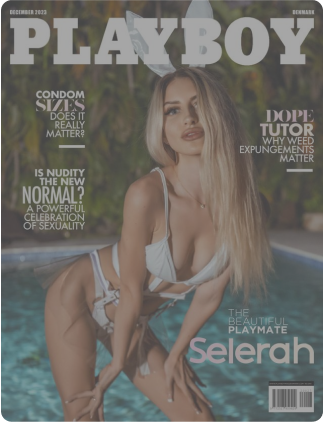 DECEMBER 2023
DENMARK
PLAYBOY
CONDOM
SIZES
DOES IT
REALLY
MATTER?
DOPE
TUTOR
WHY WEED
EXPUNGEMENTS
MATTER
IS NUDITY
THE NEW
NORMAL?
A POWERFUL
CELEBRATION
OF SEXUALITY
THE
BEAUTIFUL
PLAYMATE
Selerah